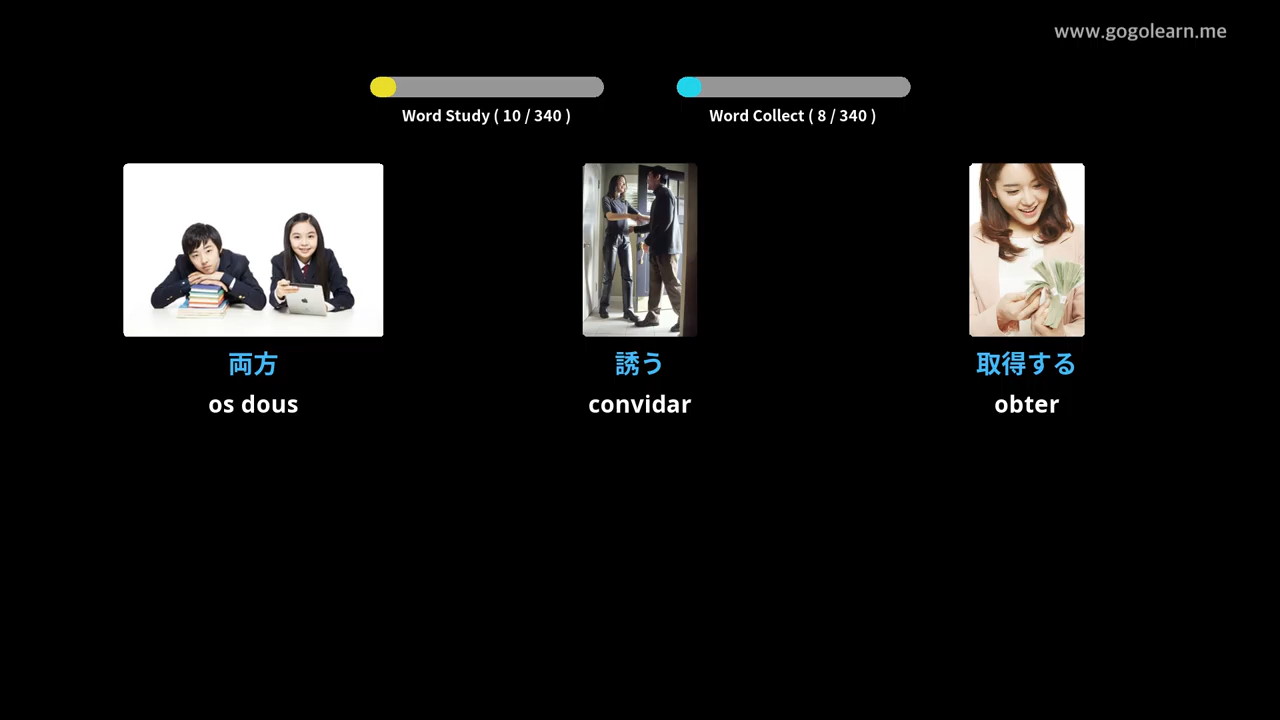 www.gogolearn.me
Word Study ( 10 / 340 )
Word Collect ( 8 / 340 )
両方
誘う
取得する
os dous
convidar
obter